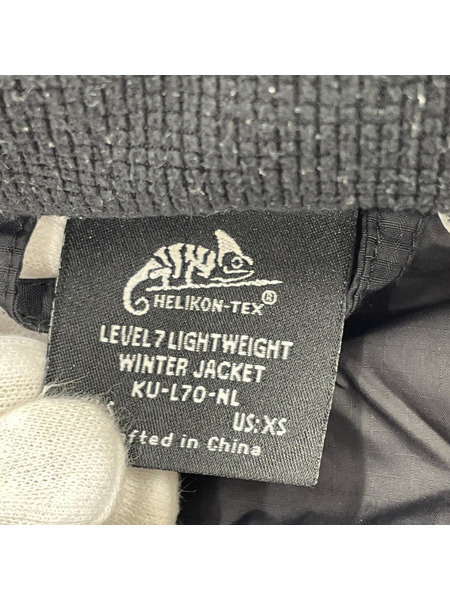 HELIKON-TEX®
LEVEL 7 LIGHTWEIGHT
WINTER JACKET
KU-L70-NL
US: XS
in China